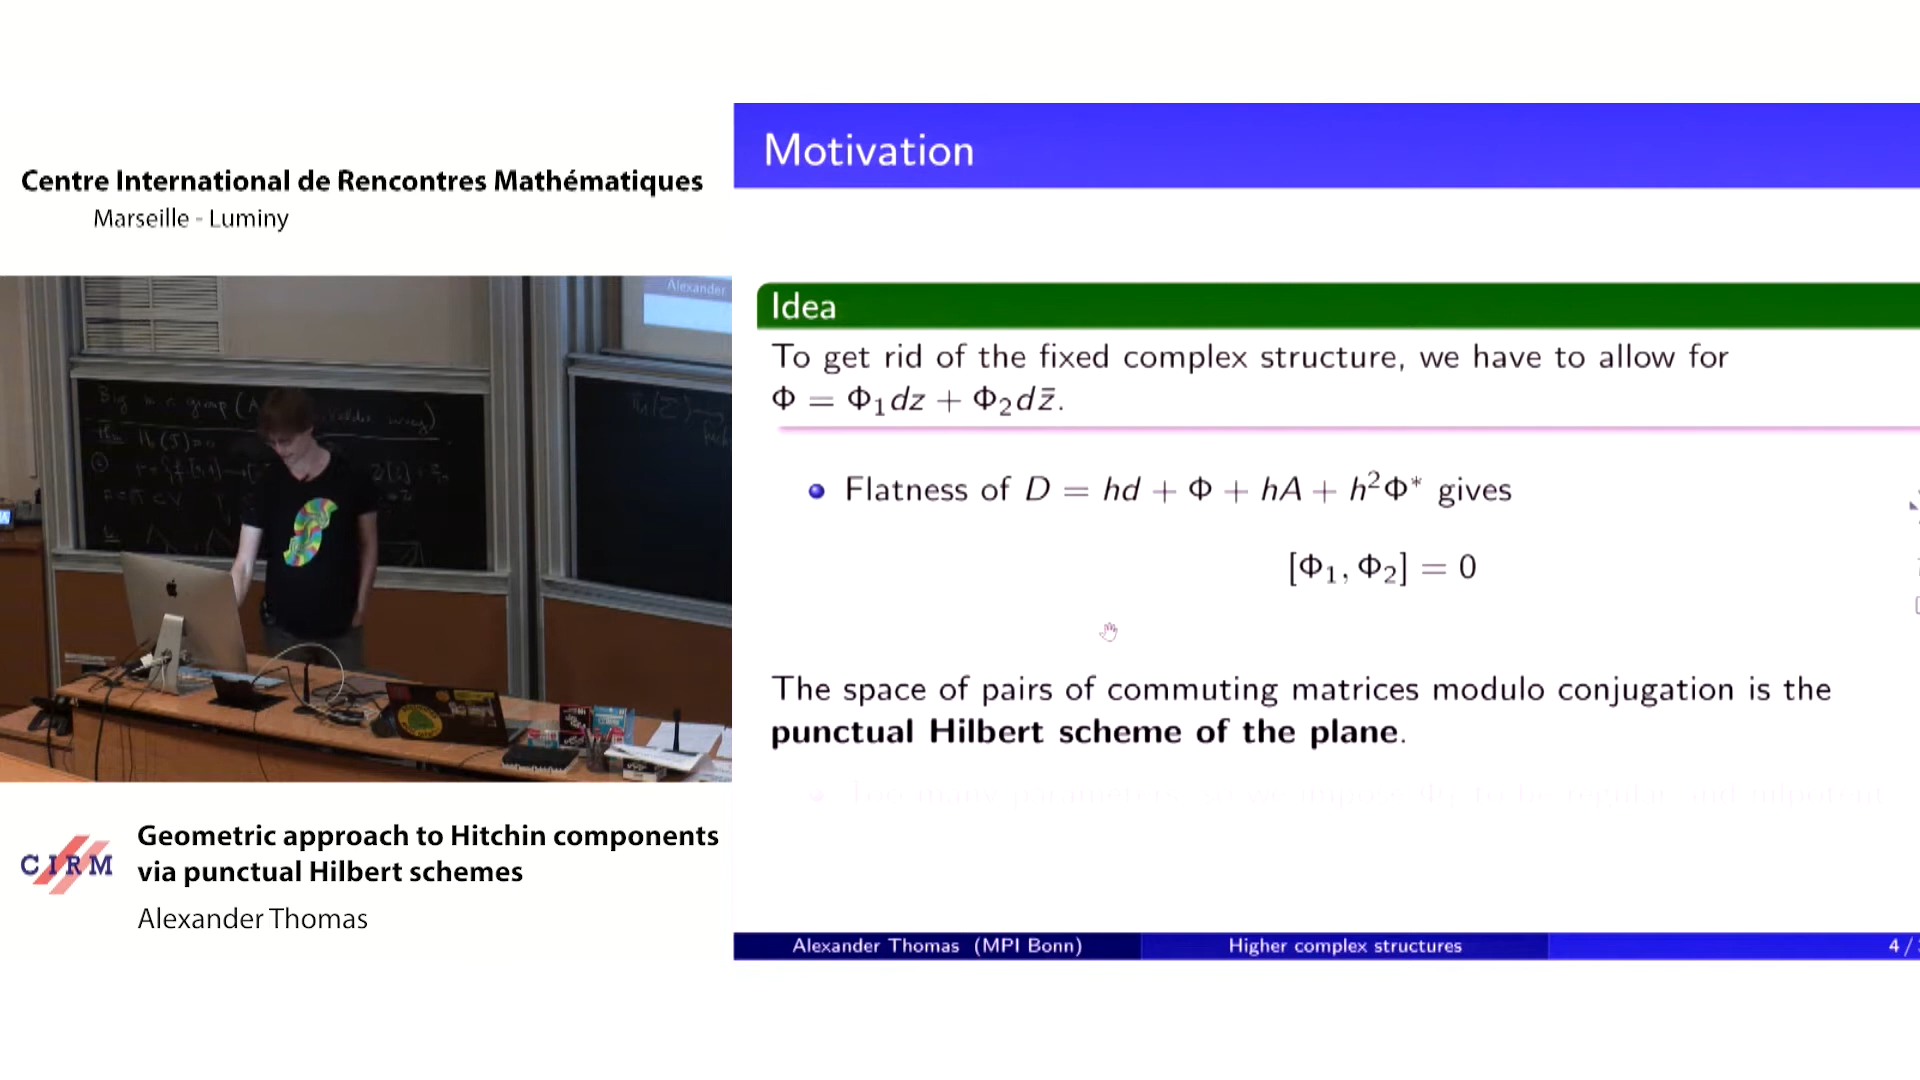 Centre International de Rencontres Mathématiques
Marseille - Luminy
Alexander
Big
group (A
CIRM
Geometric approach to Hitchin components
via punctual Hilbert schemes
Alexander Thomas
Motivation
Idea
To get rid of the fixed complex structure, we have to allow for
Φ = Φ₁dz + Φ₂dz̄.
Flatness of D = hd + Φ + hA + h²Φ* gives
[Φ₁, Φ₂] = 0
The space of pairs of commuting matrices modulo conjugation is the
punctual Hilbert scheme of the plane.
Alexander Thomas (MPI Bonn)
Higher complex structures
4 /